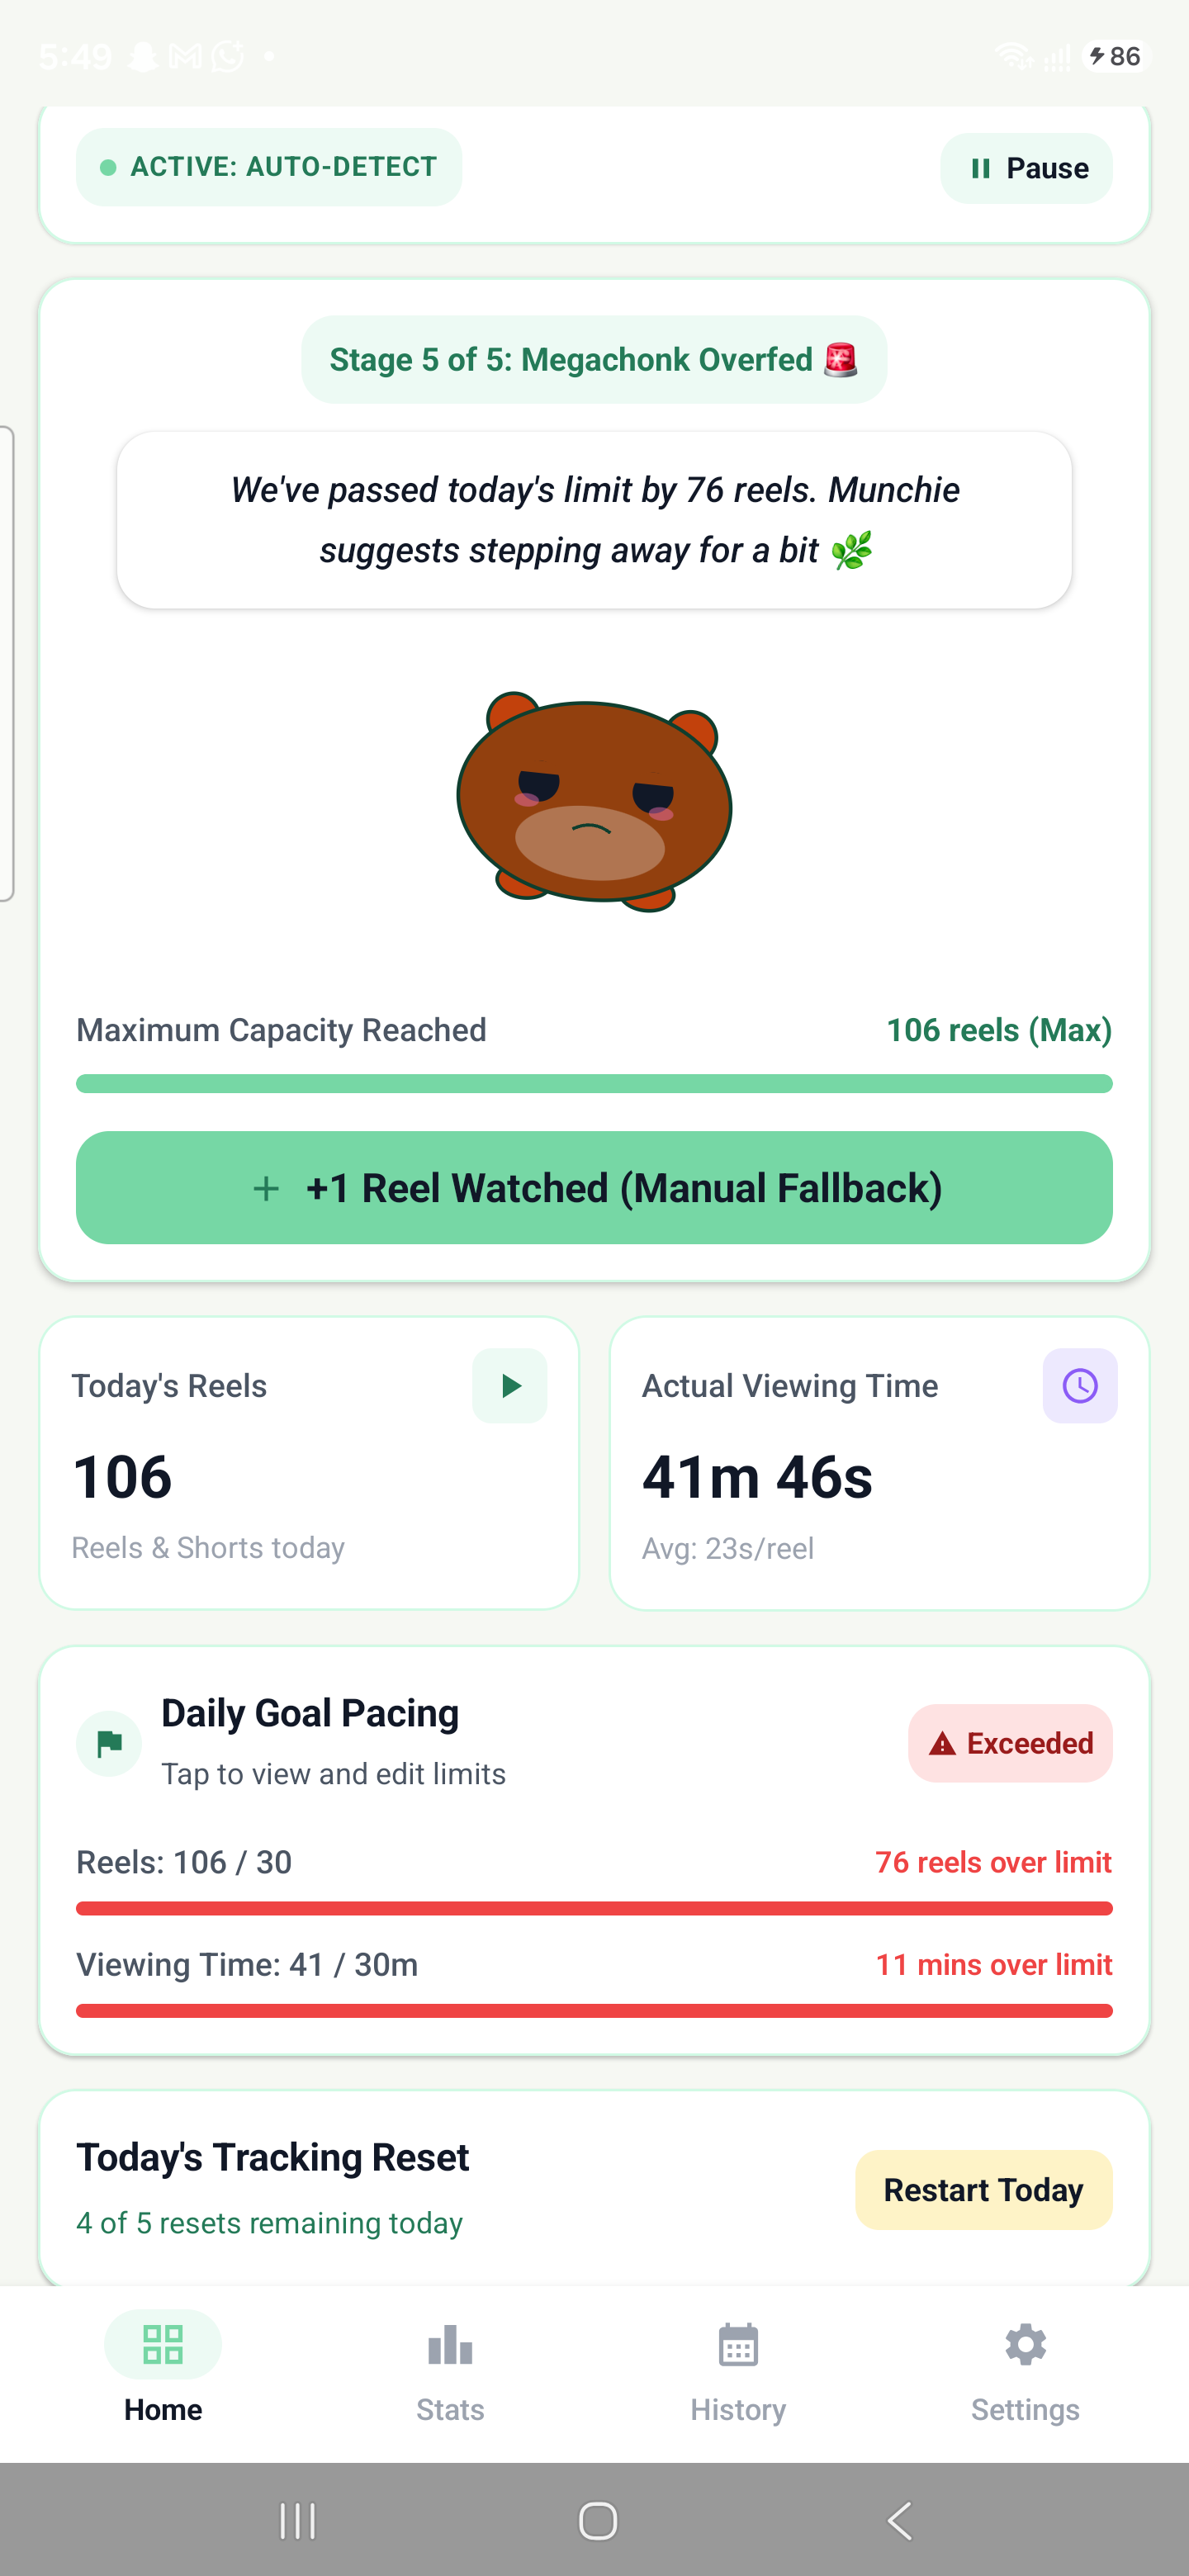 5:49
86
ACTIVE: AUTO-DETECT
Pause
Stage 5 of 5: Megachonk Overfed 🚨
We've passed today's limit by 76 reels. Munchie
suggests stepping away for a bit 🌿
Maximum Capacity Reached
106 reels (Max)
+ +1 Reel Watched (Manual Fallback)
Today's Reels
106
Reels & Shorts today
Actual Viewing Time
41m 46s
Avg: 23s/reel
Daily Goal Pacing
Tap to view and edit limits
Exceeded
Reels: 106 / 30
76 reels over limit
Viewing Time: 41 / 30m
11 mins over limit
Today's Tracking Reset
4 of 5 resets remaining today
Restart Today
Home
Stats
History
Settings